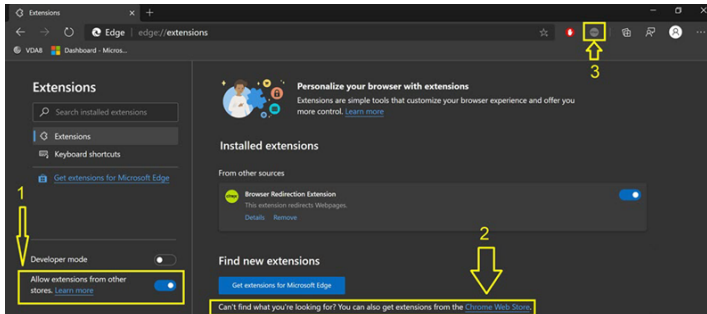 Extensions
Edge | edge://extensions
VDAB Dashboard - Micros...
3
Extensions
Search installed extensions
Extensions
Keyboard shortcuts
Get extensions for Microsoft Edge
1
Developer mode
Allow extensions from other
stores. Learn more
Personalize your browser with extensions
Extensions are simple tools that customize your browser experience and offer you
more control. Learn more
Installed extensions
From other sources
Browser Redirection Extension
This extension redirects Webpages.
Details Remove
2
Find new extensions
Get extensions for Microsoft Edge
Can't find what you're looking for? You can also get extensions from the Chrome Web Store.